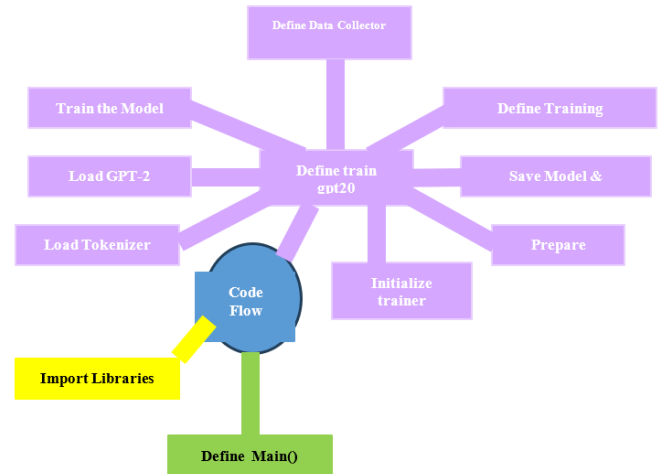 Define Data Collector
Train the Model
Define Training
Define train
gpt20
Load GPT-2
Save Model &
Load Tokenizer
Prepare
Initialize
trainer
Code
Flow
Import Libraries
Define Main()